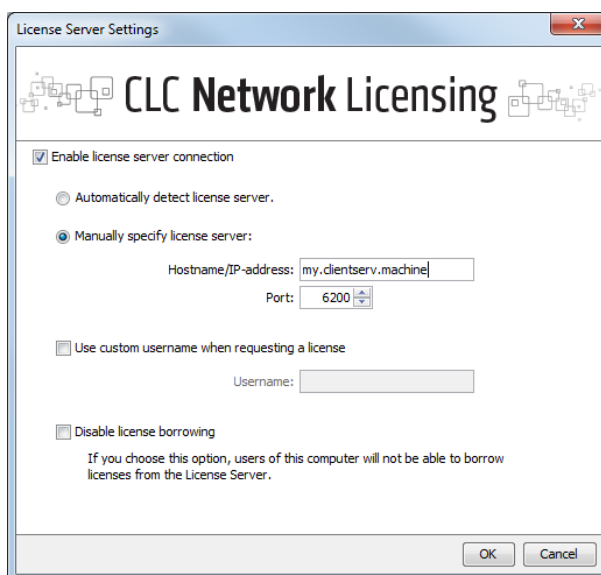 License Server Settings
CLC Network Licensing
Enable license server connection
Automatically detect license server.
Manually specify license server:
Hostname/IP-address: my.clientserv.machine
Port: 6200
Use custom username when requesting a license
Username:
Disable license borrowing
If you choose this option, users of this computer will not be able to borrow
licenses from the License Server.
OK Cancel